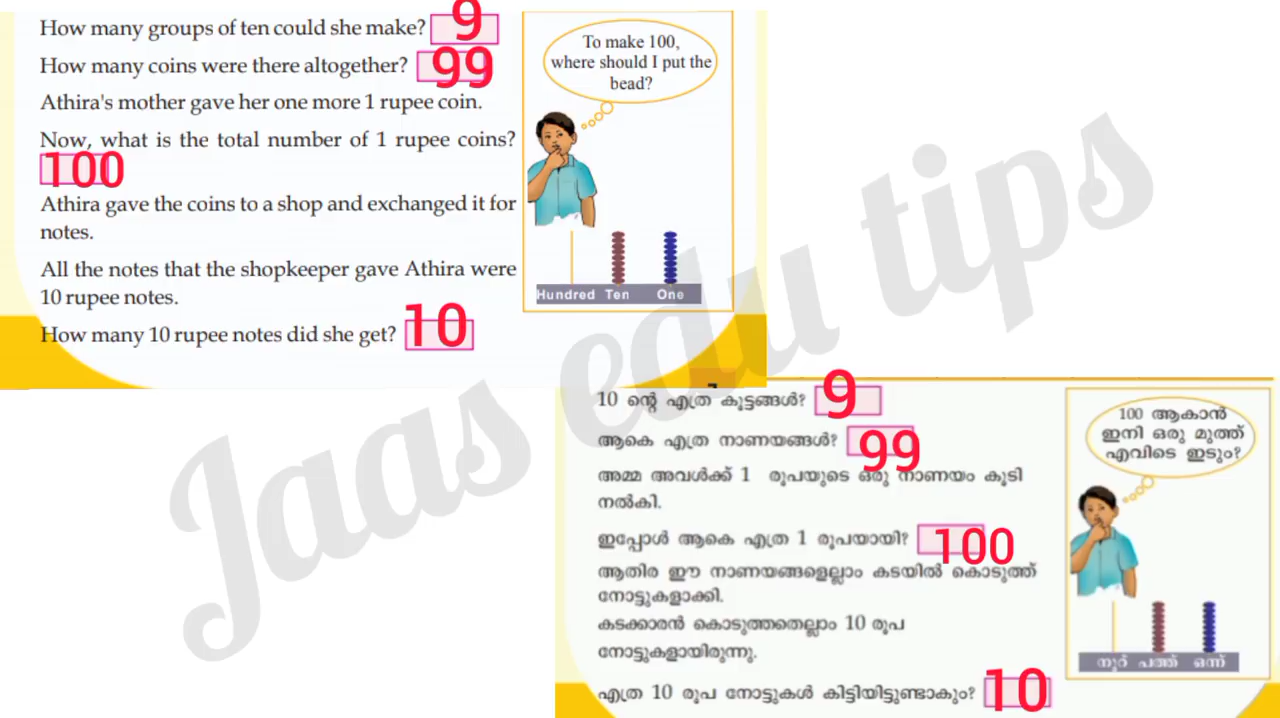 How many groups of ten could she make? 9
How many coins were there altogether? 99
Athira's mother gave her one more 1 rupee coin.
Now, what is the total number of 1 rupee coins?
100
Athira gave the coins to a shop and exchanged it for
notes.
All the notes that the shopkeeper gave Athira were
10 rupee notes.
How many 10 rupee notes did she get? 10
To make 100,
where should I put the
bead?
Hundred Ten One
10 ന്റെ എത്ര കൂട്ടങ്ങൾ? 9
ആകെ എത്ര നാണയങ്ങൾ? 99
അമ്മ അവൾക്ക് 1 രൂപയുടെ ഒരു നാണയം കൂടി
നൽകി.
ഇപ്പോൾ ആകെ എത്ര 1 രൂപയായി? 100
ആതിര ഈ നാണയങ്ങളെല്ലാം കടയിൽ കൊടുത്ത്
നോട്ടുകളാക്കി.
കടക്കാരൻ കൊടുത്തതെല്ലാം 10 രൂപ
നോട്ടുകളായിരുന്നു.
എത്ര 10 രൂപ നോട്ടുകൾ കിട്ടിയിട്ടുണ്ടാകും? 10
100 ആകാൻ
ഇനി ഒരു മുത്ത്
എവിടെ ഇടും?
നൂറ് പത്ത് ഒന്ന്
Jaas edu tips